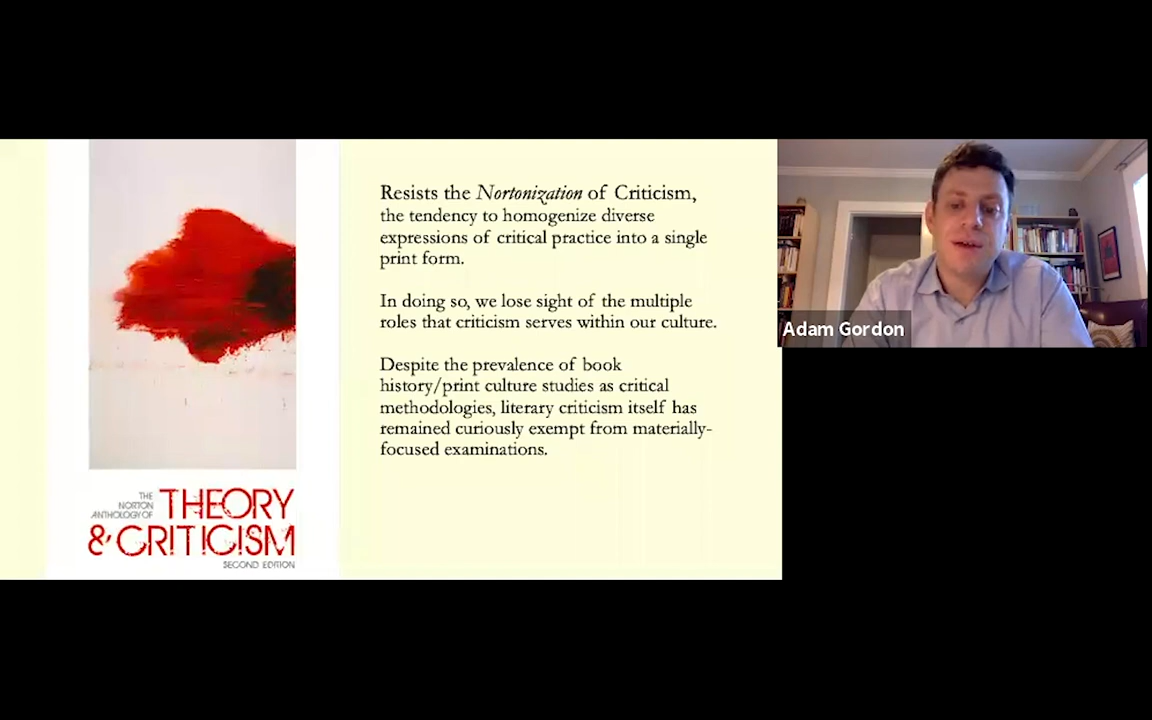 Resists the Nortonization of Criticism,
the tendency to homogenize diverse
expressions of critical practice into a single
print form.
In doing so, we lose sight of the multiple
roles that criticism serves within our culture.
Despite the prevalence of book
history/print culture studies as critical
methodologies, literary criticism itself has
remained curiously exempt from materially-
focused examinations.
THE
NORTON
ANTHOLOGY OF
THEORY
& CRITICISM
SECOND EDITION
Adam Gordon